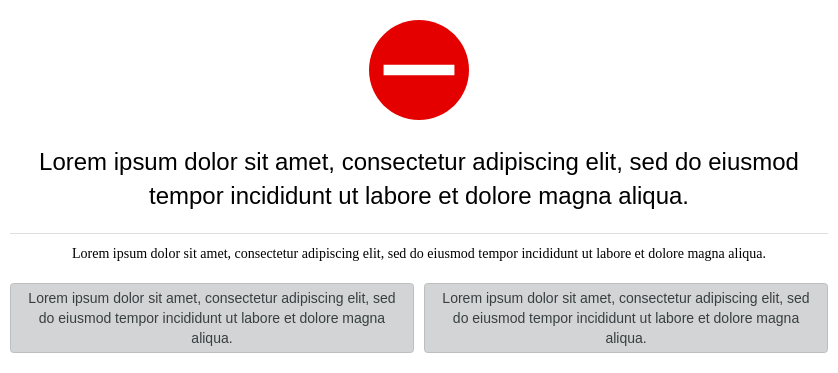 Lorem ipsum dolor sit amet, consectetur adipiscing elit, sed do eiusmod
tempor incididunt ut labore et dolore magna aliqua.
Lorem ipsum dolor sit amet, consectetur adipiscing elit, sed do eiusmod tempor incididunt ut labore et dolore magna aliqua.
Lorem ipsum dolor sit amet, consectetur adipiscing elit, sed
do eiusmod tempor incididunt ut labore et dolore magna
aliqua.
Lorem ipsum dolor sit amet, consectetur adipiscing elit, sed
do eiusmod tempor incididunt ut labore et dolore magna
aliqua.